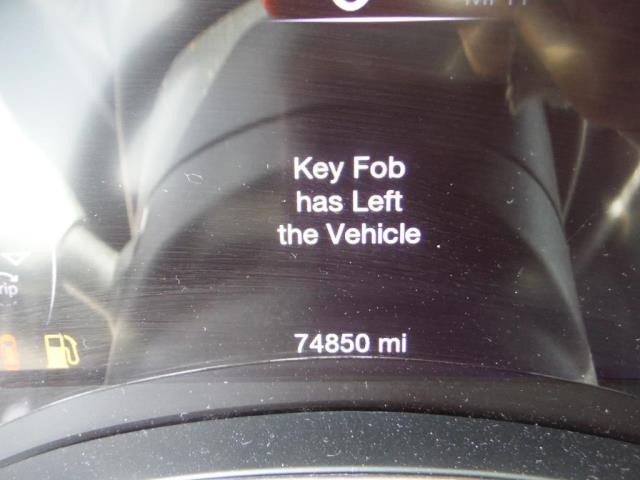 Key Fob
has Left
the Vehicle
74850 mi